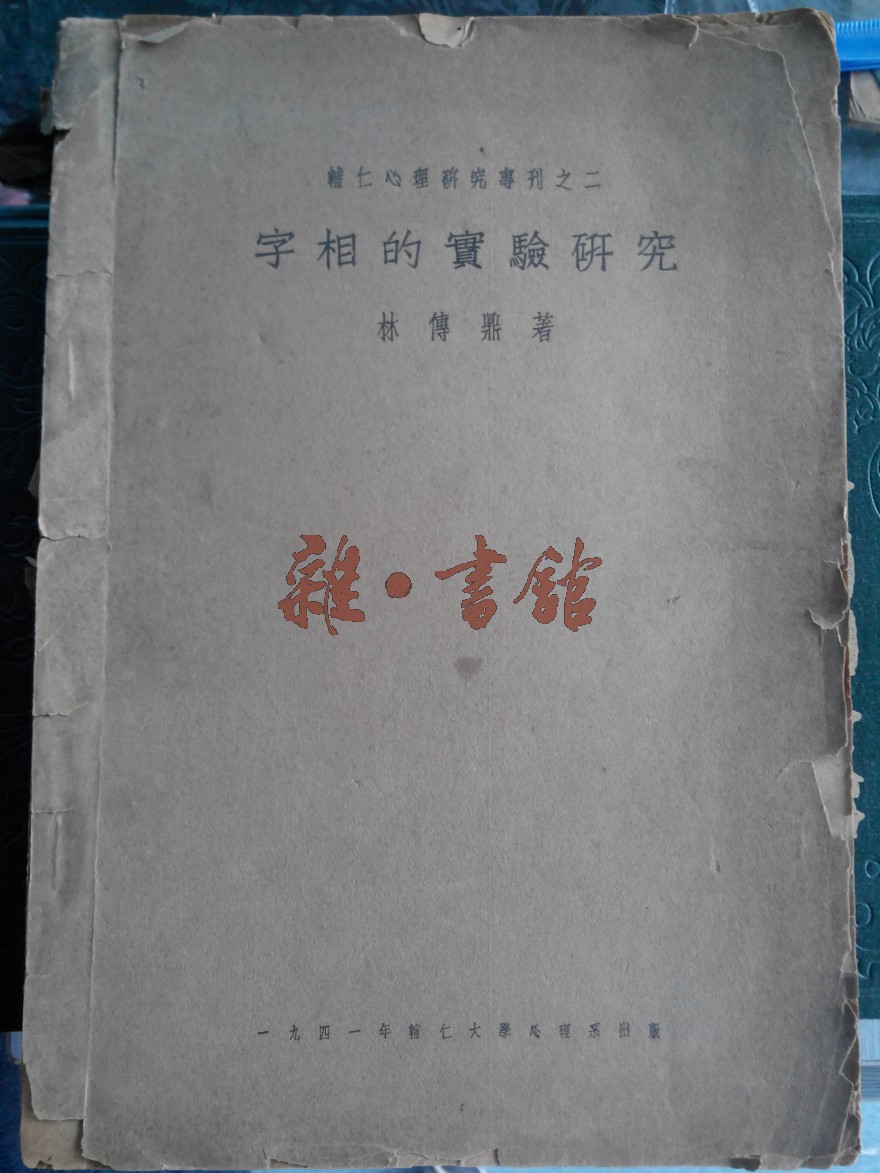 輔仁心理研究專刊之二
字相的實驗研究
林傳鼎著
雜·書館
一九四一年輔仁大學心理系出版